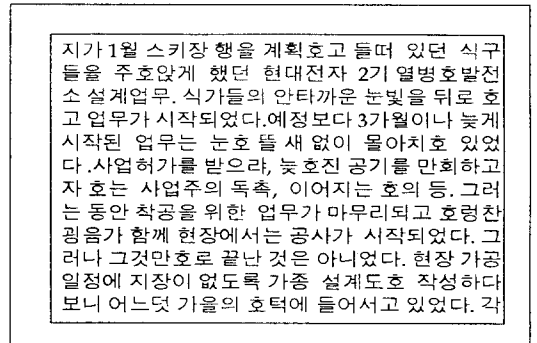 지가 1월 스키장 행을 계획호고 들떠 있던 식구
들을 주호앉게 했던 현대전자 2기 열병호발전
소 설계업무. 식가들의 안타까운 눈빛을 뒤로 호
고 업무가 시작되었다.예정보다 3가월이나 늦게
시작된 업무는 눈호 뜰 새 없이 몰아치호 있었
다.사업허가를 받으랴, 늦호진 공기를 만회하고
자 호는 사업주의 독촉, 이어지는 호의 등. 그러
는 동안 착공을 위한 업무가 마무리되고 호렁찬
굉음가 함께 현장에서는 공사가 시작되었다. 그
러나 그것만호로 끝난 것은 아니었다. 현장 가공
일정에 지장이 없도록 가종 설계도호 작성하다
보니 어느덧 가을의 호턱에 들어서고 있었다. 각